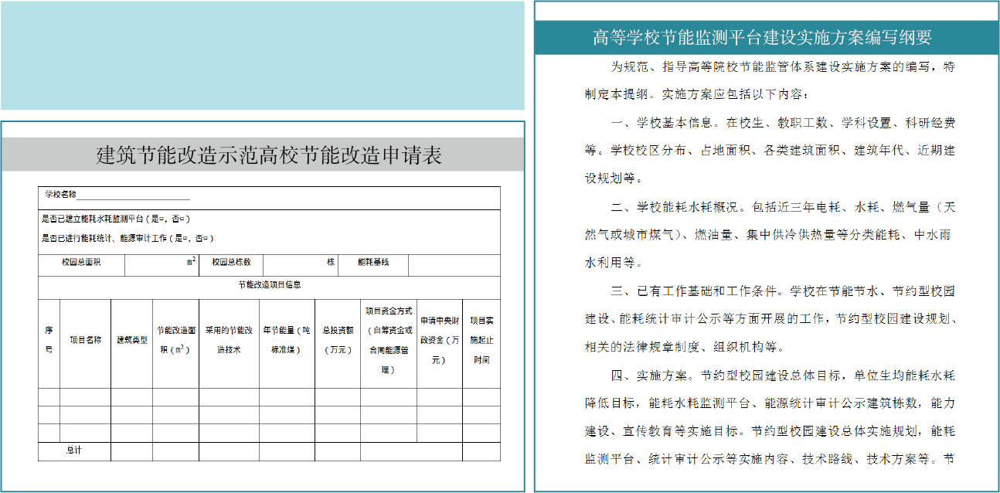 建筑节能改造示范高校节能改造申请表
学校名称
是否已建立能耗水耗监测平台（是□，否□）
是否已进行能耗统计、能源审计工作（是□，否□）
校园总面积 m² 校园总栋数 栋 能耗基线
节能改造项目信息
序号 项目名称 建筑类型 节能改造面积（m²） 采用的节能改造技术 年节能量（吨标准煤） 总投资额（万元） 项目资金方式（自筹资金或合同能源管理） 申请中央财政资金（万元） 项目实施起止时间
总计
高等学校节能监测平台建设实施方案编写纲要
为规范、指导高等院校节能监管体系建设实施方案的编写，特
制定本提纲。实施方案应包括以下内容：
一、学校基本信息。在校生、教职工数、学科设置、科研经费
等。学校校区分布、占地面积、各类建筑面积、建筑年代、近期建
设规划等。
二、学校能耗水耗概况。包括近三年电耗、水耗、燃气量（天
然气或城市煤气）、燃油量、集中供冷供热量等分类能耗、中水雨
水利用等。
三、已有工作基础和工作条件。学校在节能节水、节约型校园
建设、能耗统计审计公示等方面开展的工作，节约型校园建设规划、
相关的法律规章制度、组织机构等。
四、实施方案。节约型校园建设总体目标，单位生均能耗水耗
降低目标，能耗水耗监测平台、能源统计审计公示建筑栋数，能力
建设、宣传教育等实施目标。节约型校园建设总体实施规划，能耗
监测平台、统计审计公示等实施内容、技术路线、技术方案等。节